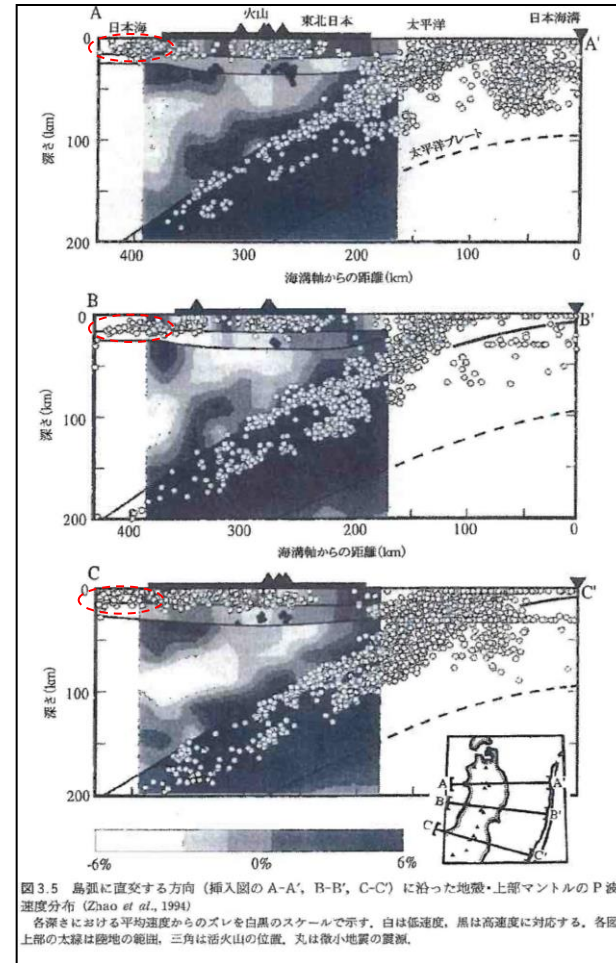 A
日本海
火山
東北日本
太平洋
日本海溝
A'
0
100
200
深さ(km)
太平洋プレート
400
300
200
100
0
海溝軸からの距離(km)
B
B'
0
100
200
深さ(km)
400
300
200
100
0
海溝軸からの距離(km)
C
C'
0
100
200
深さ(km)
A
A'
B
B'
C
C'
-6%
0%
6%
図3.5 島弧に直交する方向(挿入図のA-A′,B-B′,C-C′)に沿った地殻・上部マントルのP波
速度分布(Zhao et al., 1994)
各深さにおける平均速度からのズレを白黒のスケールで示す.白は低速度,黒は高速度に対応する.各図
上部の太線は陸地の範囲,三角は活火山の位置.丸は微小地震の震源.